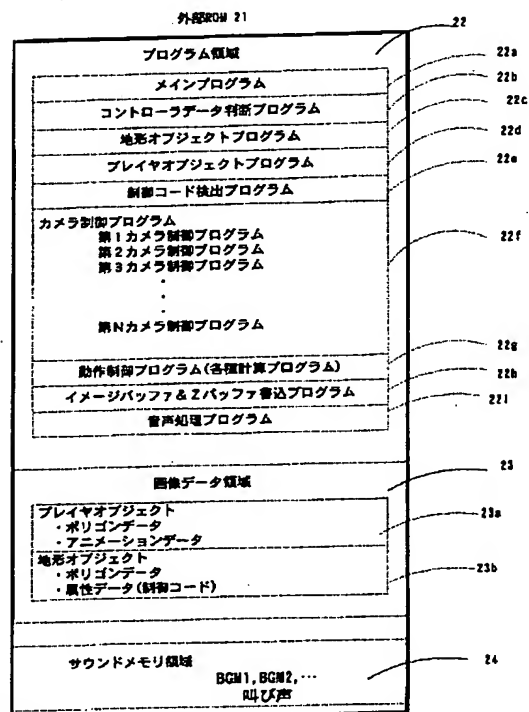 外部ROM 21
22
プログラム領域
22a
メインプログラム
22b
コントローラデータ判断プログラム
22c
地形オブジェクトプログラム
22d
プレイヤオブジェクトプログラム
22e
制御コード検出プログラム
カメラ制御プログラム
第1カメラ制御プログラム
第2カメラ制御プログラム
22f
第3カメラ制御プログラム
・
・
・
第Nカメラ制御プログラム
22g
動作制御プログラム(各種計算プログラム)
22h
イメージバッファ&Zバッファ書込プログラム
22i
音声処理プログラム
23
画像データ領域
プレイヤオブジェクト
23a
・ポリゴンデータ
・アニメーションデータ
地形オブジェクト
・ポリゴンデータ
23b
・属性データ(制御コード)
サウンドメモリ領域
24
BGM1,BGM2,…
叫び声